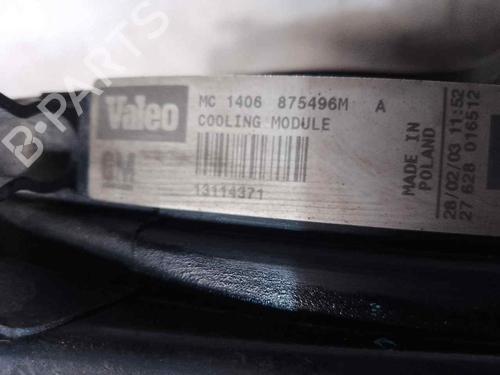 B-PARTS
Valeo
MC 1406 875496M A
COOLING MODULE
GM
13114371
MADE IN
POLAND
28/02/03 11:52
27 628 016512